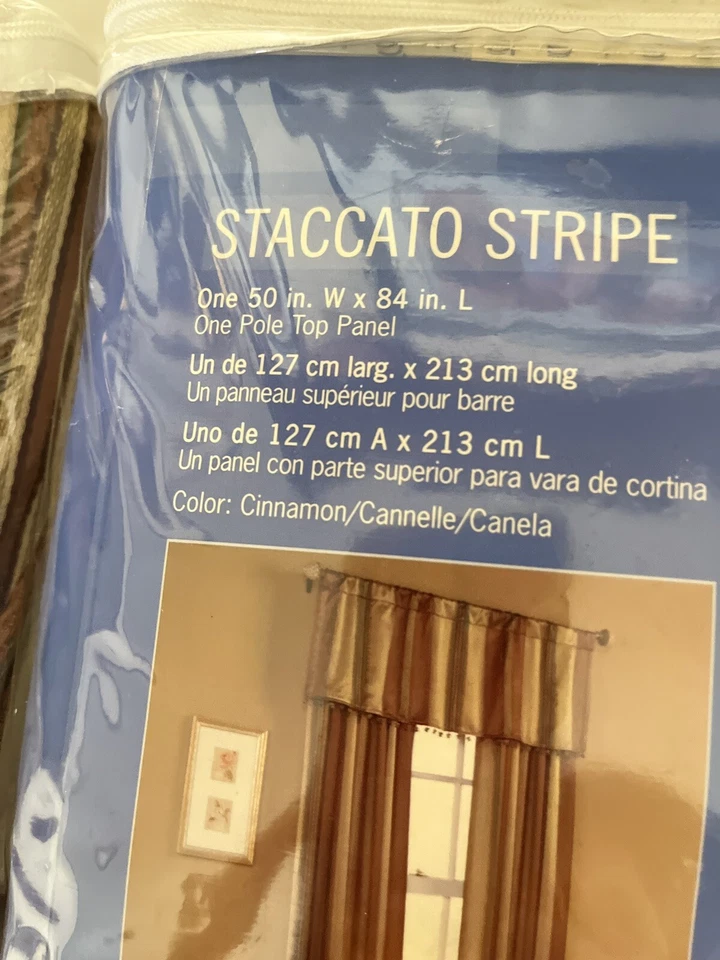 STACCATO STRIPE
One 50 in. W x 84 in. L
One Pole Top Panel
Un de 127 cm larg. x 213 cm long
Un panneau supérieur pour barre
Uno de 127 cm A x 213 cm L
Un panel con parte superior para vara de cortina
Color: Cinnamon/Cannelle/Canela